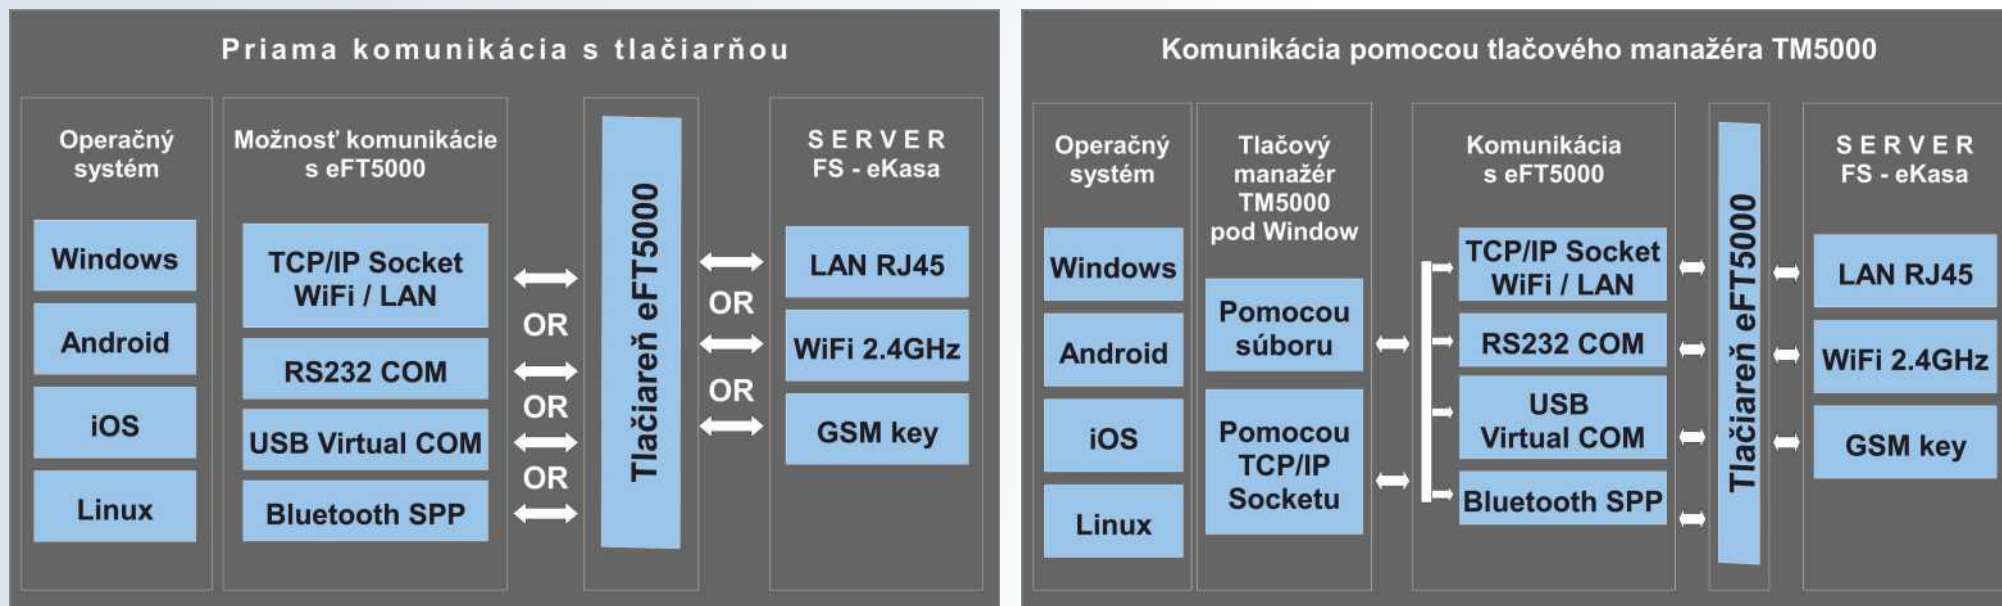 Priama komunikácia s tlačiarňou
Operačný
systém
Windows
Android
iOS
Linux
Možnosť komunikácie
s eFT5000
TCP/IP Socket
WiFi / LAN
RS232 COM
USB Virtual COM
Bluetooth SPP
OR
OR
OR
Tlačiareň eFT5000
OR
OR
SERVER
FS - eKasa
LAN RJ45
WiFi 2.4GHz
GSM key
Komunikácia pomocou tlačového manažéra TM5000
Operačný
systém
Windows
Android
iOS
Linux
Tlačový
manažér
TM5000
pod Window
Pomocou
súboru
Pomocou
TCP/IP
Socketu
Komunikácia
s eFT5000
TCP/IP Socket
WiFi / LAN
RS232 COM
USB
Virtual COM
Bluetooth SPP
Tlačiareň eFT5000
SERVER
FS - eKasa
LAN RJ45
WiFi 2.4GHz
GSM key